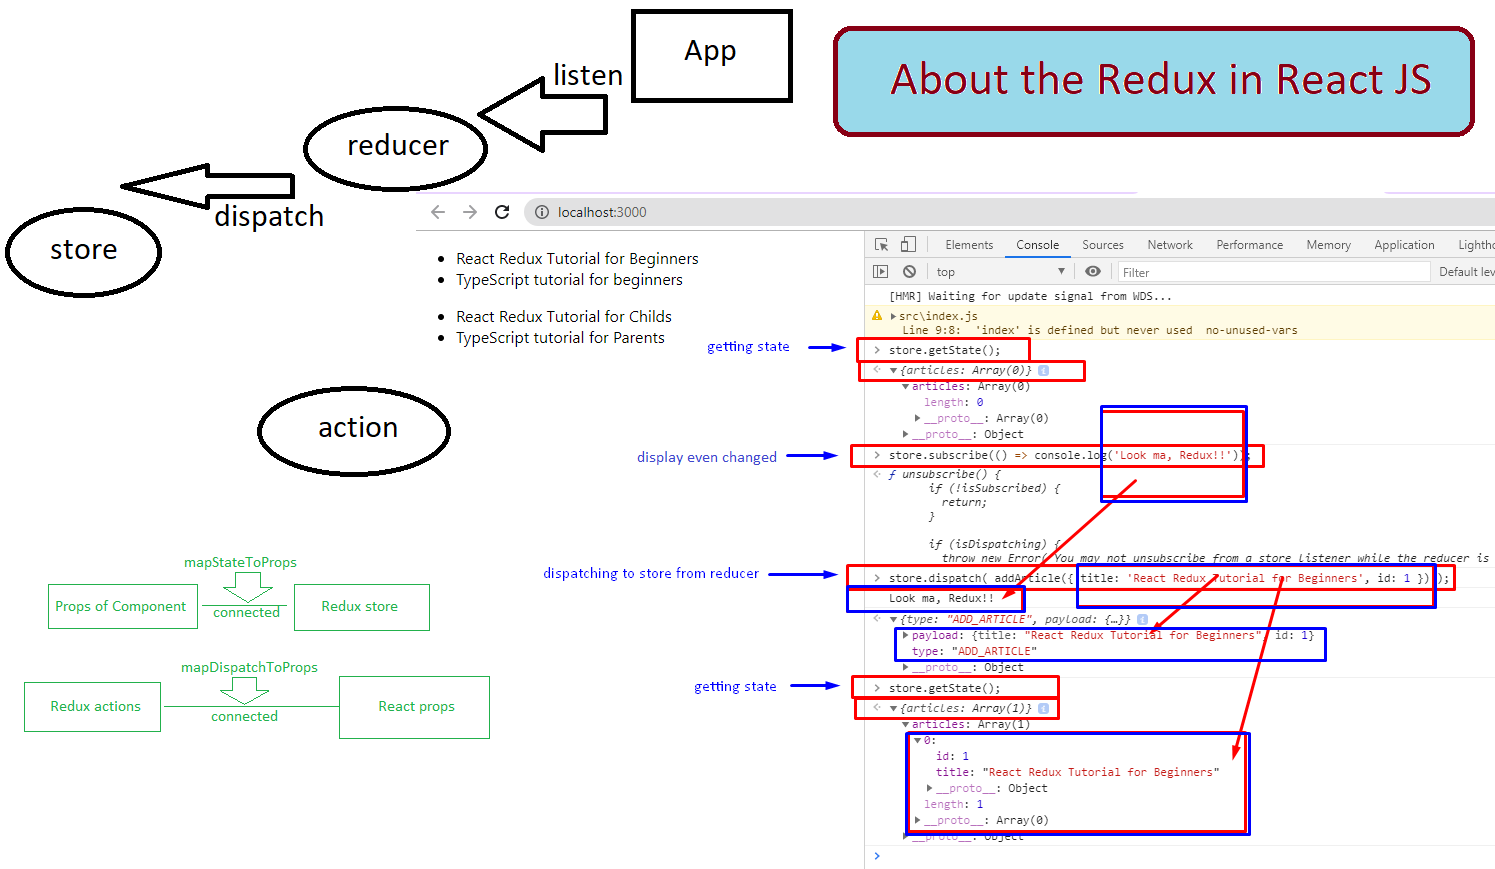 App
About the Redux in React JS
listen
reducer
dispatch
store
localhost:3000
React Redux Tutorial for Beginners
TypeScript tutorial for beginners
React Redux Tutorial for Childs
TypeScript tutorial for Parents
action
mapStateToProps
Props of Component
connected
Redux store
mapDispatchToProps
Redux actions
connected
React props
getting state
display even changed
dispatching to store from reducer
getting state
Elements Console Sources Network Performance Memory Application
top Filter Default
[HMR] Waiting for update signal from WDS...
src\index.js
Line 9:8: 'index' is defined but never used no-unused-vars
> store.getState();
{articles: Array(0)}
articles: Array(0)
length: 0
__proto__: Array(0)
__proto__: Object
> store.subscribe(() => console.log('Look ma, Redux!!'));
ƒ unsubscribe() {
if (!isSubscribed) {
return;
}
if (isDispatching) {
throw new Error( You may not unsubscribe from a store listener while the reducer is
> store.dispatch( addArticle({ title: 'React Redux Tutorial for Beginners', id: 1 }) );
Look ma, Redux!!
{type: "ADD_ARTICLE", payload: {…}}
payload: {title: "React Redux Tutorial for Beginners", id: 1}
type: "ADD_ARTICLE"
__proto__: Object
> store.getState();
{articles: Array(1)}
articles: Array(1)
0:
id: 1
title: "React Redux Tutorial for Beginners"
__proto__: Object
length: 1
__proto__: Array(0)
__proto__: Object
>